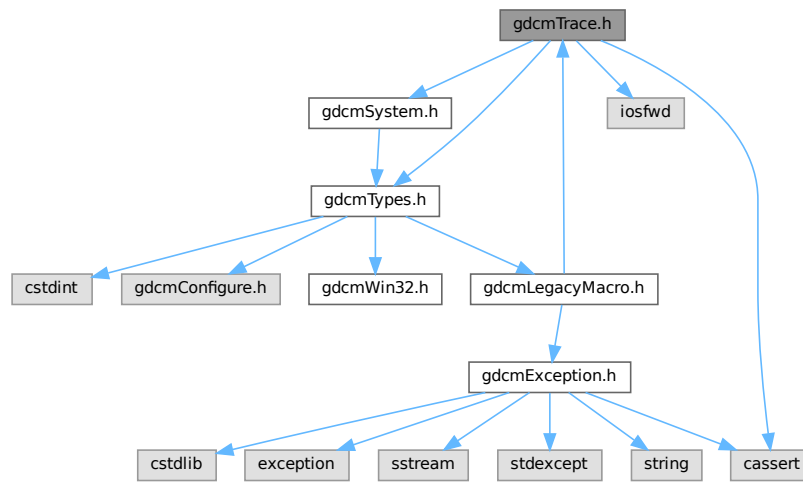 gdcmTrace.h
gdcmSystem.h
iosfwd
gdcmTypes.h
cstdint
gdcmConfigure.h
gdcmWin32.h
gdcmLegacyMacro.h
gdcmException.h
cstdlib
exception
sstream
stdexcept
string
cassert